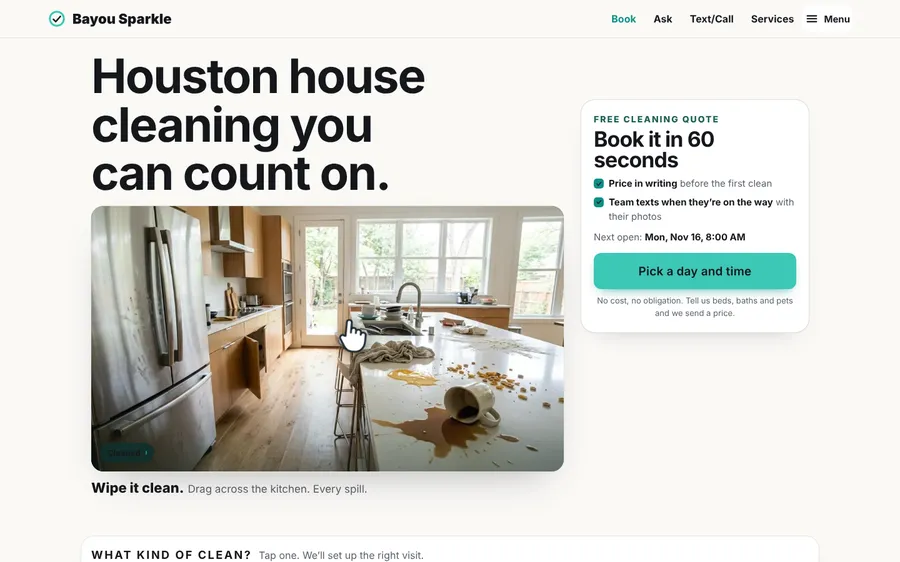 Bayou Sparkle
Book
Ask
Text/Call
Services
Menu
Houston house
cleaning you
can count on.
Wipe it clean. Drag across the kitchen. Every spill.
FREE CLEANING QUOTE
Book it in 60
seconds
Price in writing before the first clean
Team texts when they're on the way with
their photos
Next open: Mon, Nov 16, 8:00 AM
Pick a day and time
No cost, no obligation. Tell us beds, baths and pets
and we send a price.
WHAT KIND OF CLEAN? Tap one. We'll set up the right visit.